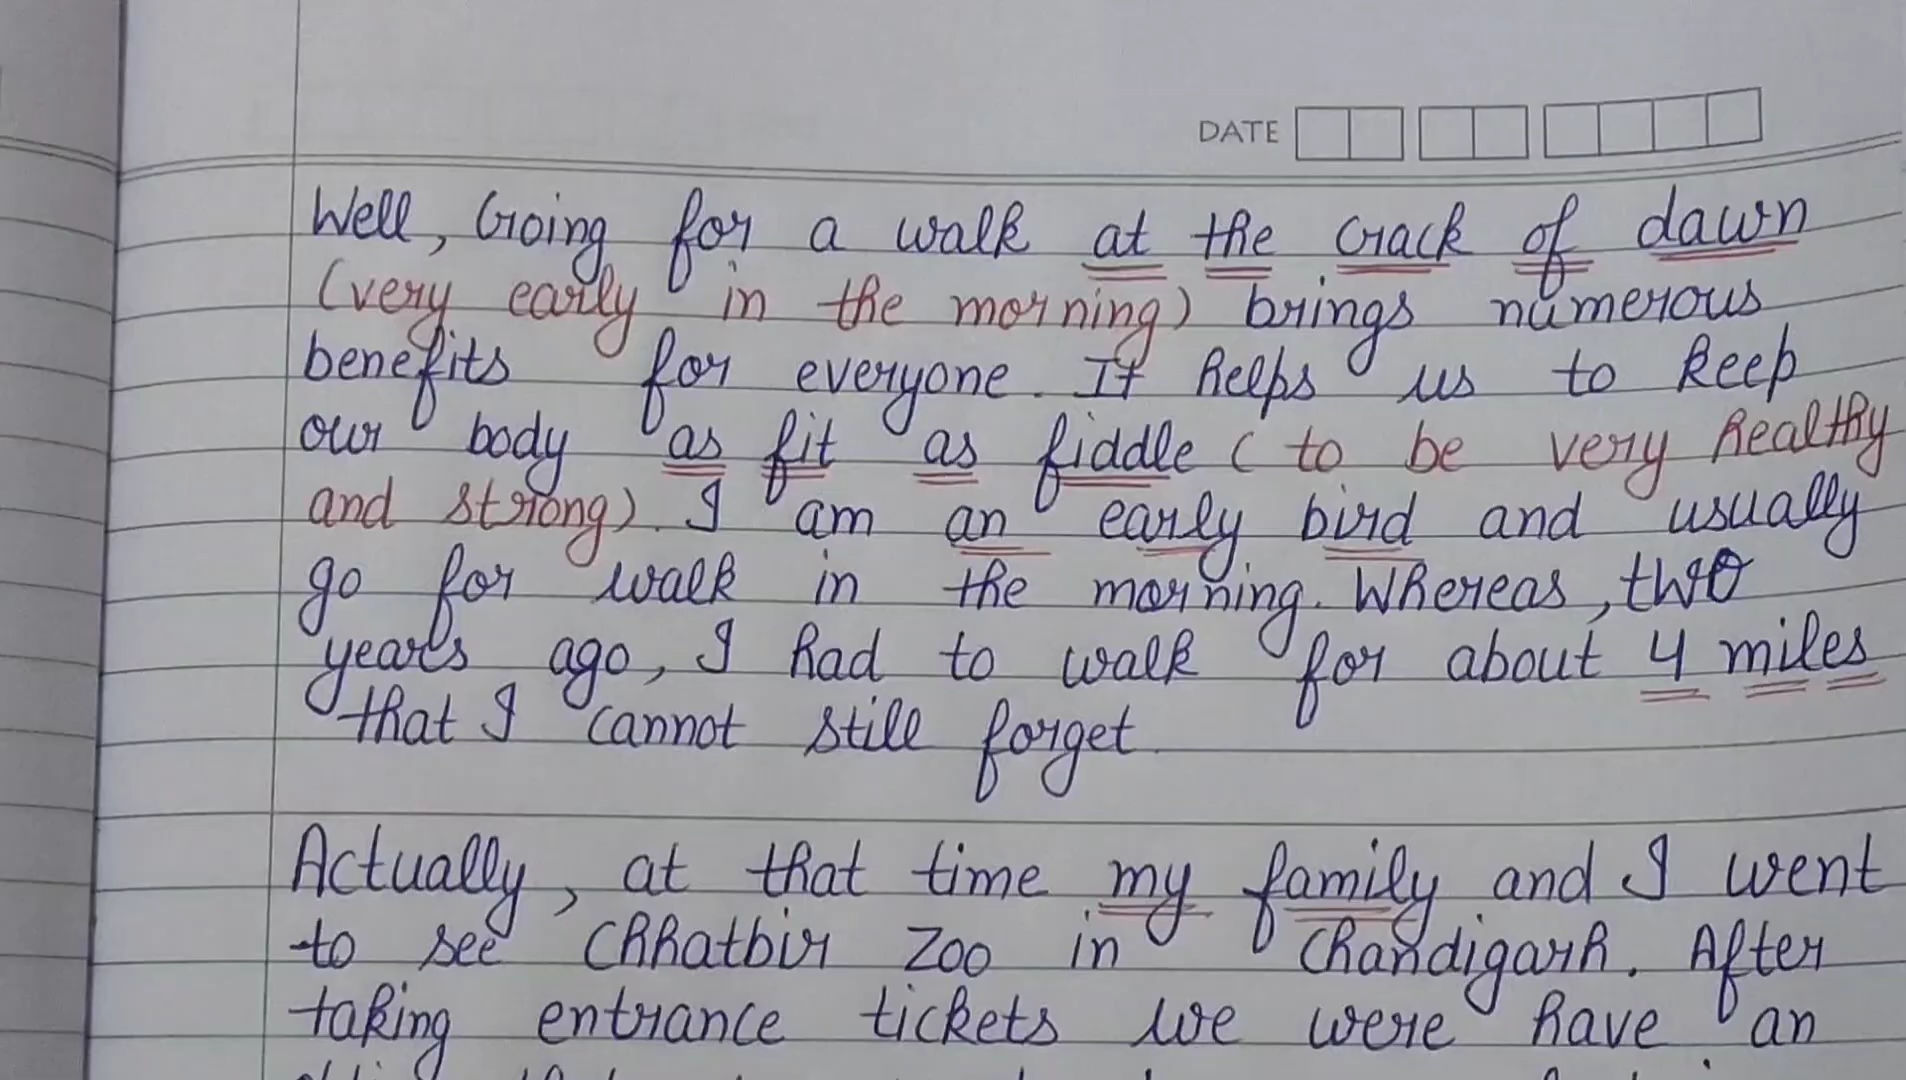 DATE
Well, Going for a walk at the crack of dawn
(very early in the morning) brings numerous
benefits for everyone. It helps us to keep
our body as fit as fiddle ( to be very healthy
and strong). I am an early bird and usually
go for walk in the morning. Whereas, two
years ago, I had to walk for about 4 miles
that I cannot still forget.
Actually, at that time my family and I went
to see Chhatbir Zoo in Chandigarh. After
taking entrance tickets we were have an